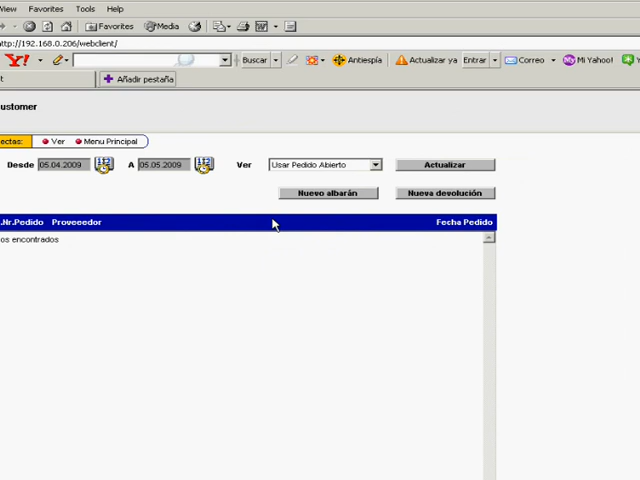 View Favorites Tools Help
Favorites Media
http://192.168.0.206/webclient/
Y! Buscar Antiespía Actualizar ya Entrar Correo Mi Yahoo! Y
t Añadir pestaña
ustomer
ectas: Ver Menu Principal
Desde 05.04.2009 A 05.05.2009 Ver Usar Pedido Abierto Actualizar
Nuevo albarán Nueva devolución
.Nr.Pedido Proveeedor Fecha Pedido
os encontrados